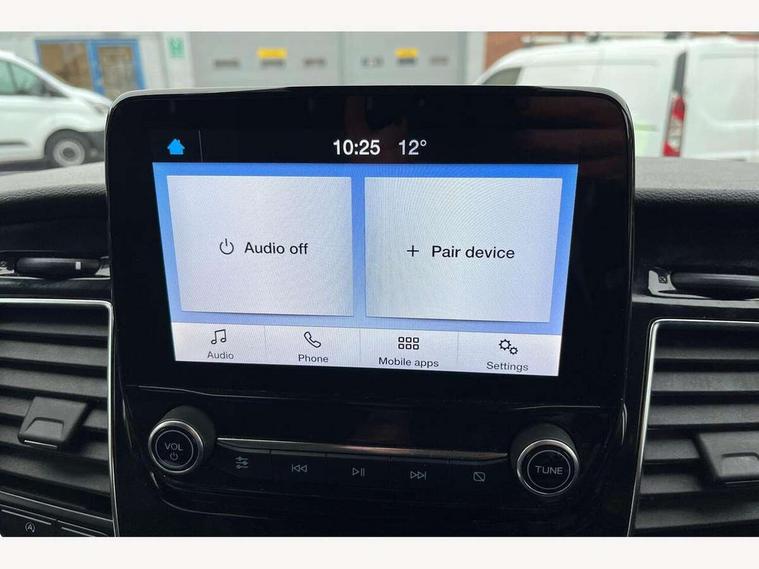 10:25 12°
Audio off
Pair device
Audio
Phone
Mobile apps
Settings
VOL
TUNE